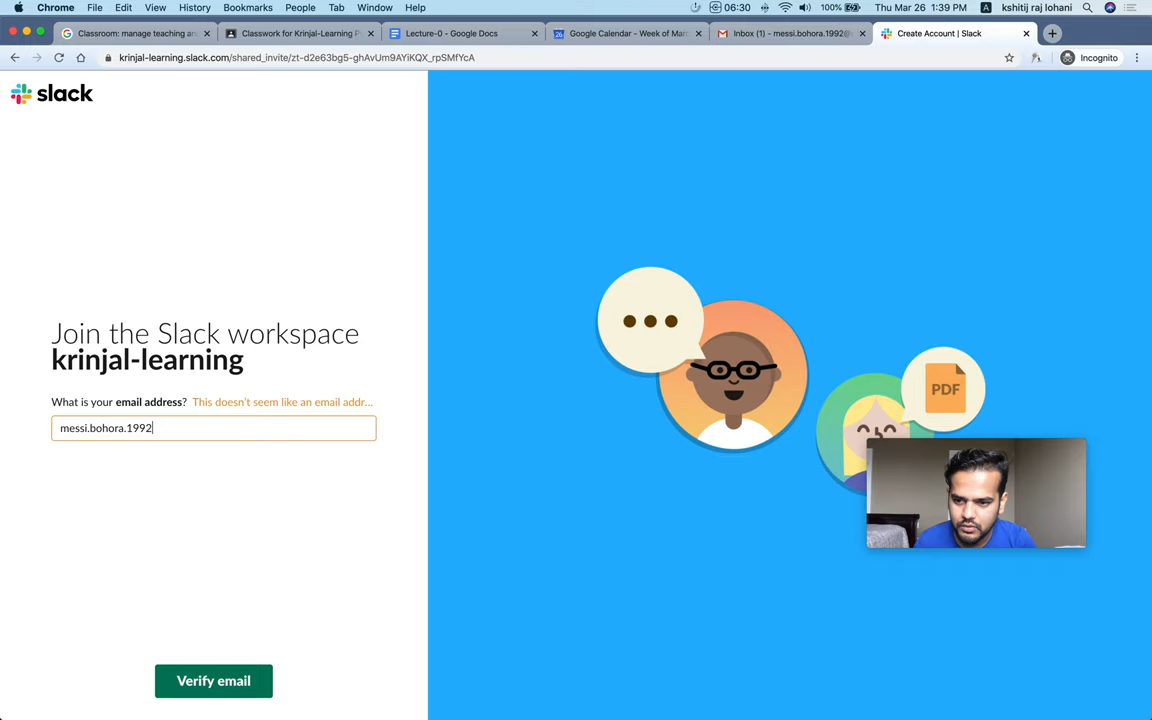 Chrome File Edit View History Bookmarks People Tab Window Help 06:30 100% Thu Mar 26 1:39 PM A kshitij raj lohani
Classroom: manage teaching an Classwork for Krinjal-Learning P Lecture-0 - Google Docs 26 Google Calendar - Week of Marc Inbox (1) - messi.bohora.1992@ Create Account | Slack
krinjal-learning.slack.com/shared_invite/zt-d2e63bg5-ghAvUm9AYiKQX_rpSMfYcA Incognito
slack
Join the Slack workspace
krinjal-learning
What is your email address? This doesn't seem like an email addr...
messi.bohora.1992
PDF
Verify email